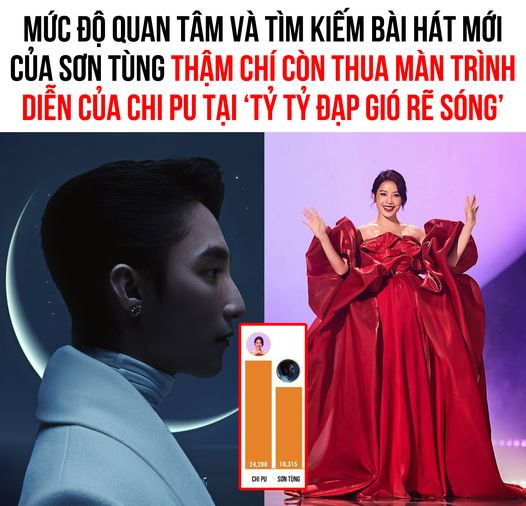 MỨC ĐỘ QUAN TÂM VÀ TÌM KIẾM BÀI HÁT MỚI
CỦA SƠN TÙNG THẬM CHÍ CÒN THUA MÀN TRÌNH
DIỄN CỦA CHI PU TẠI ‘TỶ TỶ ĐẠP GIÓ RẼ SÓNG’
24,288 18,315
CHI PU SƠN TÙNG